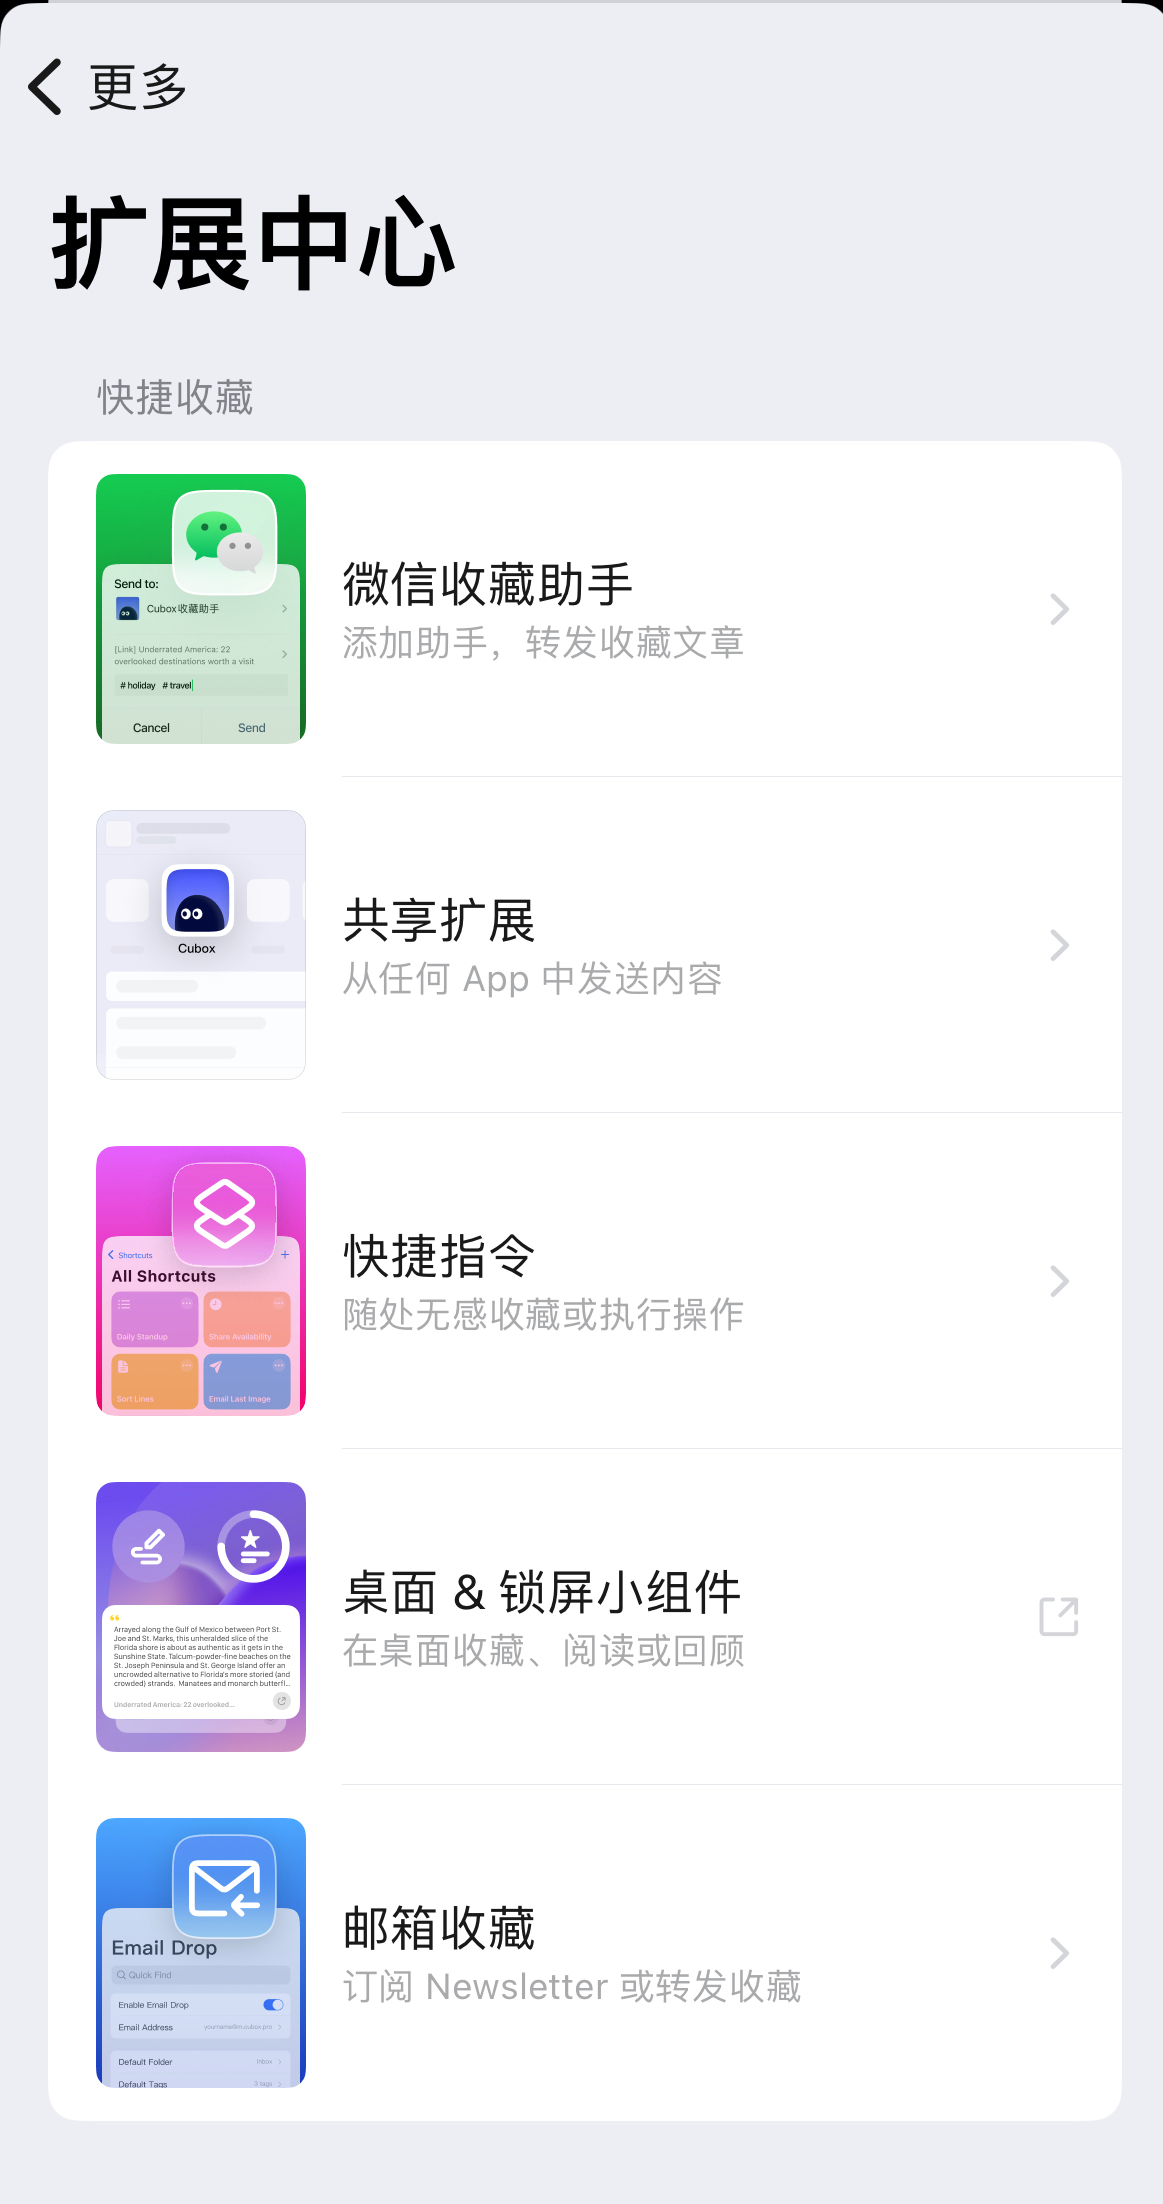 更多
扩展中心
快捷收藏
Send to:
Cubox收藏助手
[Link] Underrated America: 22
overlooked destinations worth a visit
# holiday # travel
Cancel Send
微信收藏助手
添加助手，转发收藏文章
Cubox
共享扩展
从任何 App 中发送内容
Shortcuts
All Shortcuts
Daily Standup Share Availability
Sort Lines Email Last Image
快捷指令
随处无感收藏或执行操作
Arrayed along the Gulf of Mexico between Port St.
Joe and St. Marks, this unheralded slice of the
Florida shore is about as authentic as it gets in the
Sunshine State. Talcum-powder-fine beaches on the
St. Joseph Peninsula and St. George Island offer an
uncrowded alternative to Florida's more storied (and
crowded) strands. Manatees and monarch butterfl...
Underrated America: 22 overlooked...
桌面 & 锁屏小组件
在桌面收藏、阅读或回顾
Email Drop
Quick Find
Enable Email Drop
Email Address yourname@m.cubox.pro
Default Folder Inbox
Default Tags 3 tags
邮箱收藏
订阅 Newsletter 或转发收藏